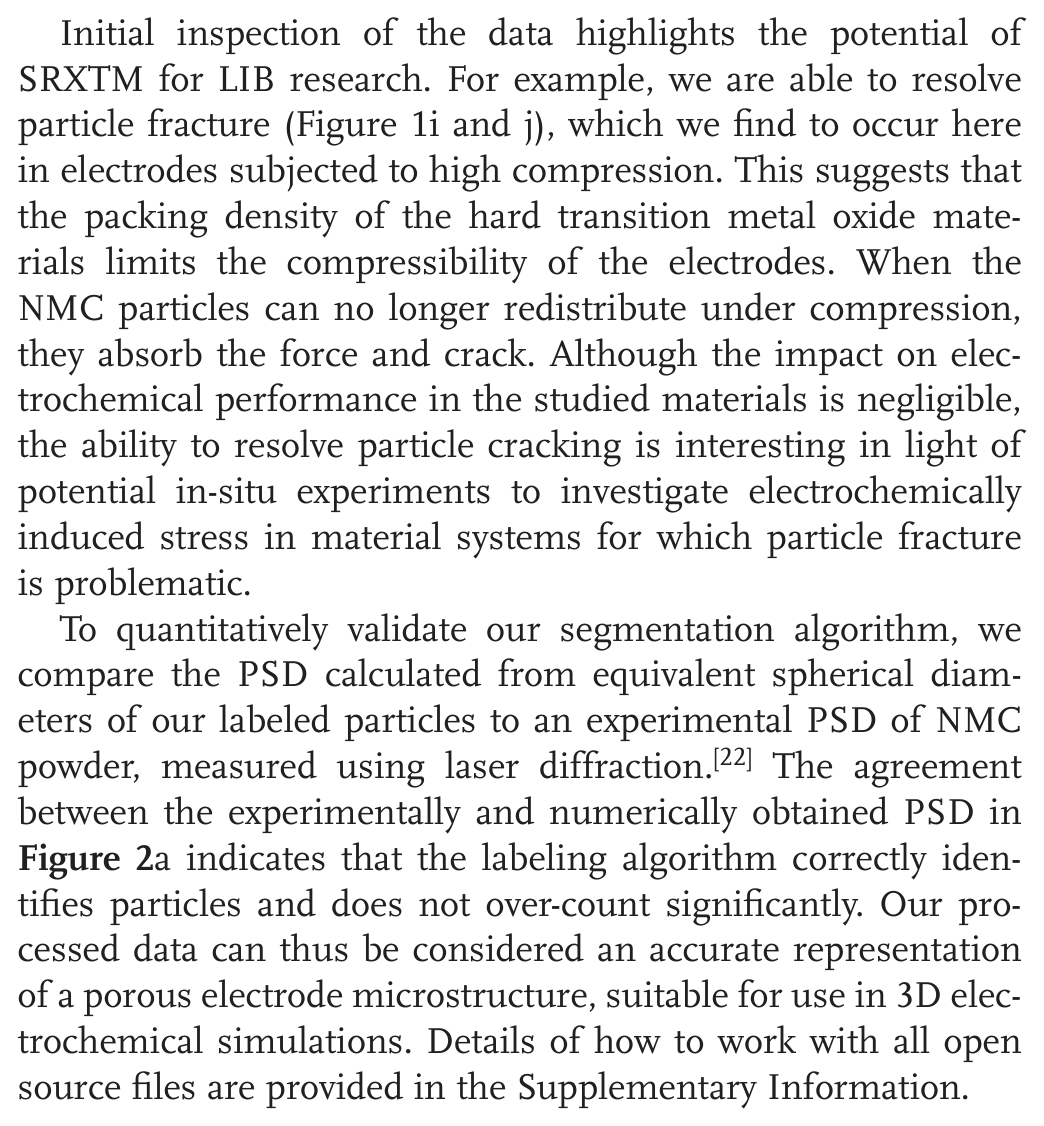 Initial inspection of the data highlights the potential of
SRXTM for LIB research. For example, we are able to resolve
particle fracture (Figure 1i and j), which we find to occur here
in electrodes subjected to high compression. This suggests that
the packing density of the hard transition metal oxide mate-
rials limits the compressibility of the electrodes. When the
NMC particles can no longer redistribute under compression,
they absorb the force and crack. Although the impact on elec-
trochemical performance in the studied materials is negligible,
the ability to resolve particle cracking is interesting in light of
potential in-situ experiments to investigate electrochemically
induced stress in material systems for which particle fracture
is problematic.
To quantitatively validate our segmentation algorithm, we
compare the PSD calculated from equivalent spherical diam-
eters of our labeled particles to an experimental PSD of NMC
powder, measured using laser diffraction.[22] The agreement
between the experimentally and numerically obtained PSD in
Figure 2a indicates that the labeling algorithm correctly iden-
tifies particles and does not over-count significantly. Our pro-
cessed data can thus be considered an accurate representation
of a porous electrode microstructure, suitable for use in 3D elec-
trochemical simulations. Details of how to work with all open
source files are provided in the Supplementary Information.